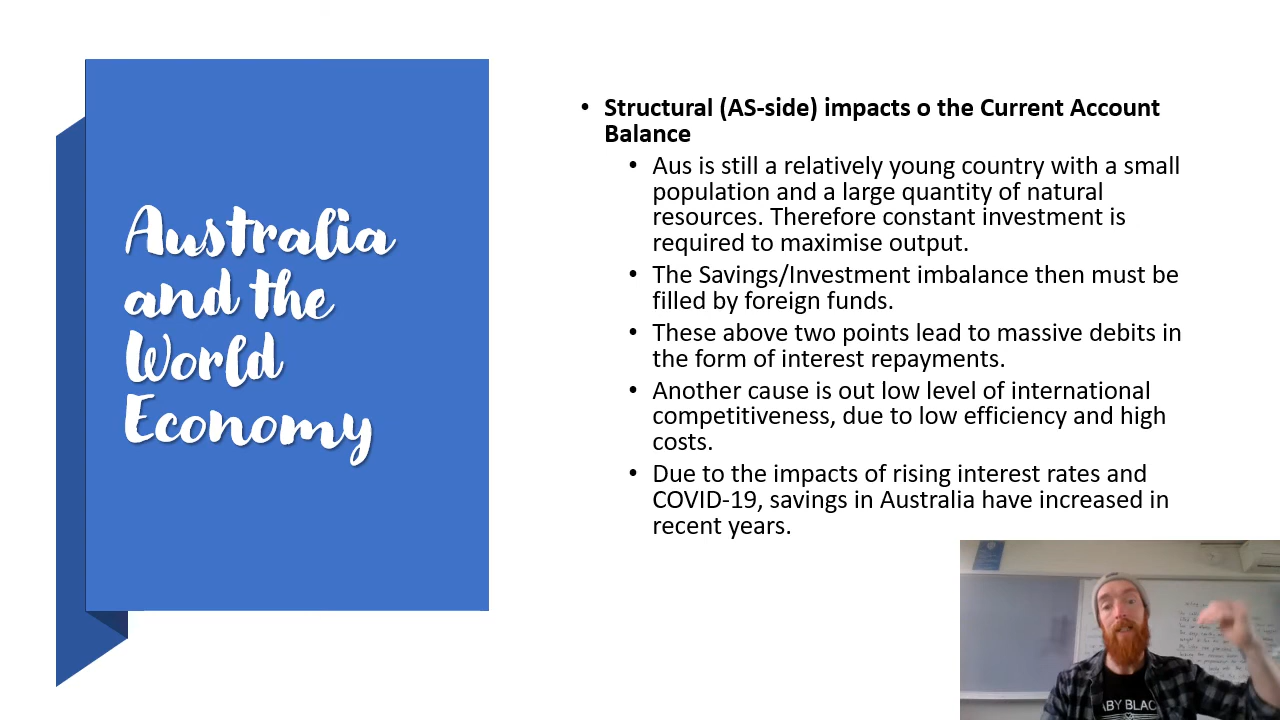 Australia
and the
World
Economy
• Structural (AS-side) impacts o the Current Account
Balance
• Aus is still a relatively young country with a small
population and a large quantity of natural
resources. Therefore constant investment is
required to maximise output.
• The Savings/Investment imbalance then must be
filled by foreign funds.
• These above two points lead to massive debits in
the form of interest repayments.
• Another cause is out low level of international
competitiveness, due to low efficiency and high
costs.
• Due to the impacts of rising interest rates and
COVID-19, savings in Australia have increased in
recent years.
ABY BLAC